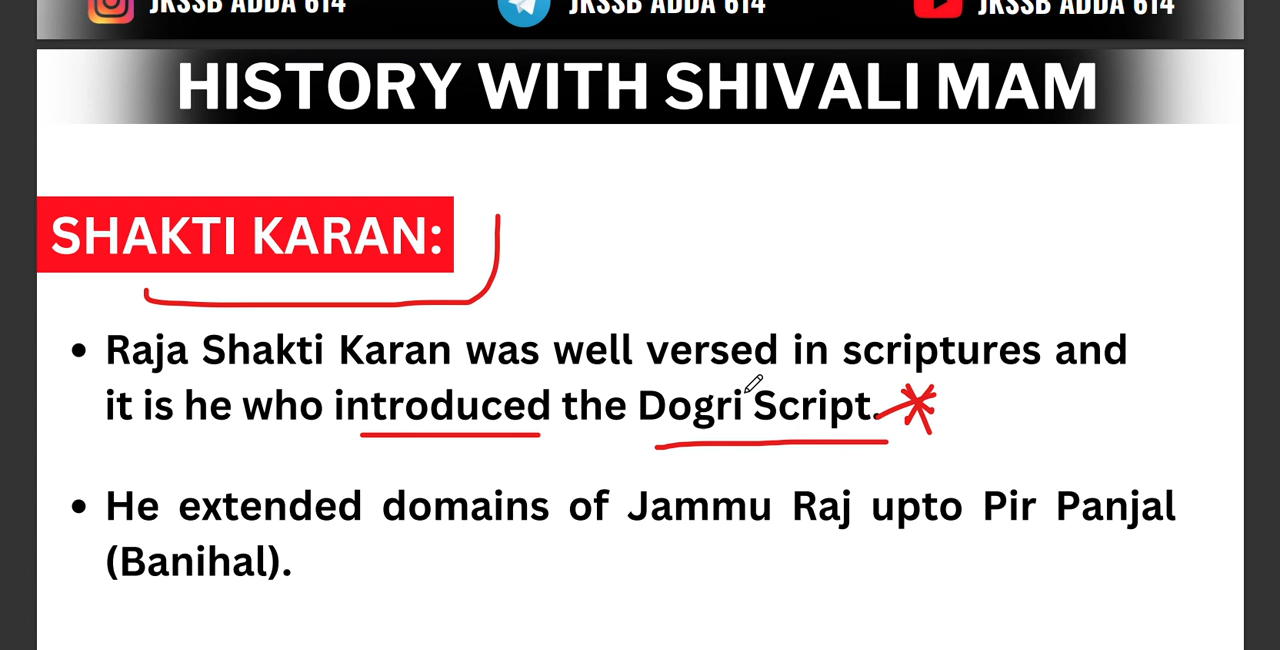 JKSSB ADDA 614 JKSSB ADDA 614 JKSSB ADDA 614
HISTORY WITH SHIVALI MAM
SHAKTI KARAN:
• Raja Shakti Karan was well versed in scriptures and
it is he who introduced the Dogri Script.
• He extended domains of Jammu Raj upto Pir Panjal
(Banihal).